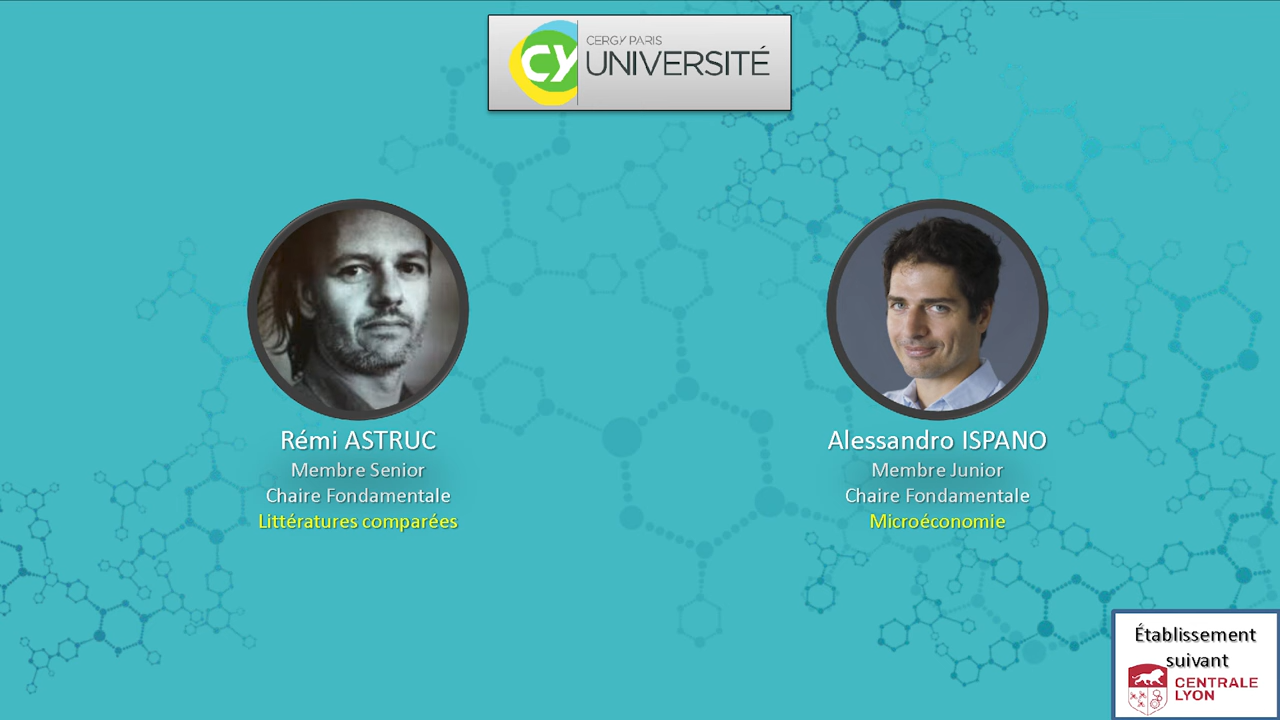 CY
CERGY PARIS
UNIVERSITÉ
Rémi ASTRUC
Membre Senior
Chaire Fondamentale
Littératures comparées
Alessandro ISPANO
Membre Junior
Chaire Fondamentale
Microéconomie
Établissement
suivant
CENTRALE
LYON